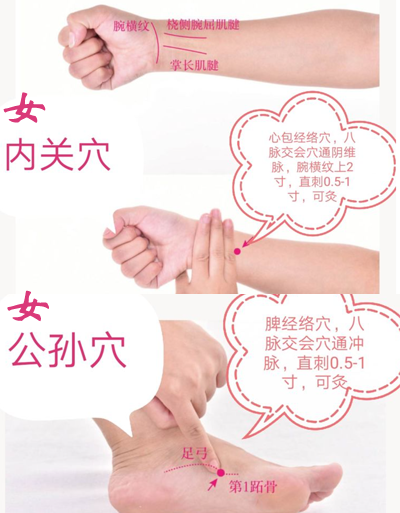 腕横纹
桡侧腕屈肌腱
掌长肌腱
女
内关穴
心包经络穴，八
脉交会穴通阴维
脉，腕横纹上2
寸，直刺0.5-1
寸，可灸
女
公孙穴
脾经络穴，八
脉交会穴通冲
脉，直刺0.5-1
寸，可灸
足弓
第1跖骨